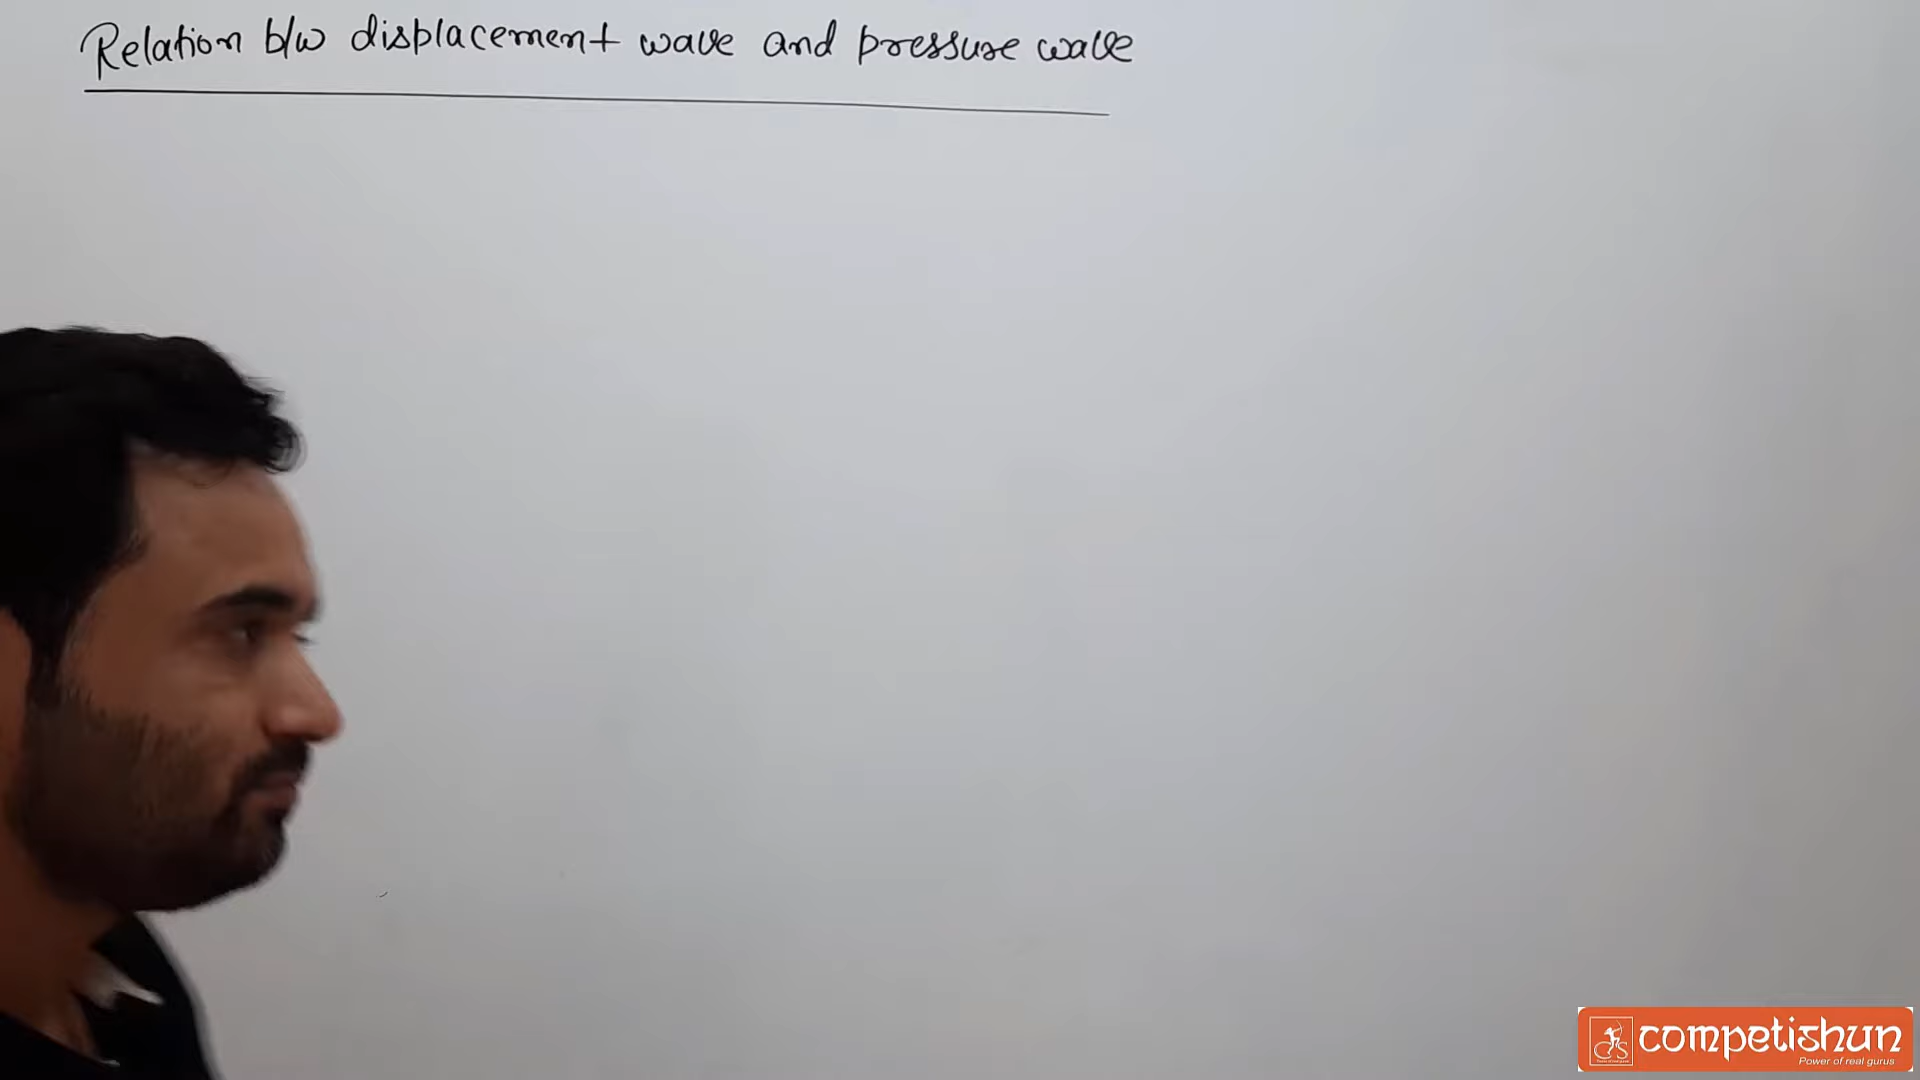 Relation b/w displacement wave and pressure wave
competishun
Power of real gurus